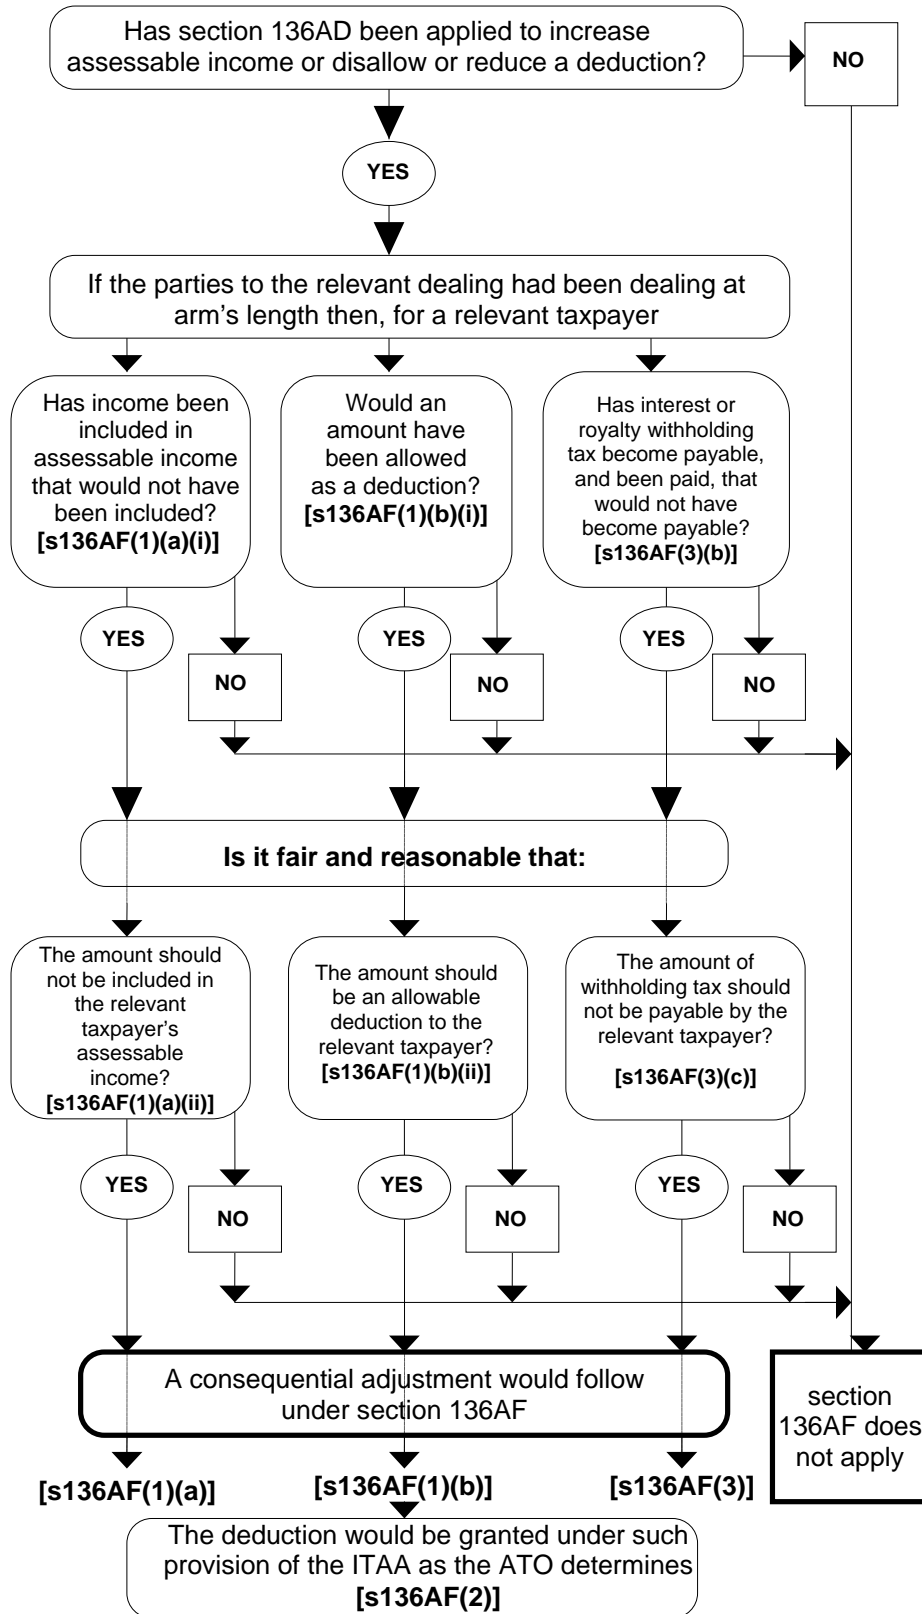 Has section 136AD been applied to increase
assessable income or disallow or reduce a deduction?
NO
YES
If the parties to the relevant dealing had been dealing at
arm's length then, for a relevant taxpayer
Has income been
included in
assessable income
that would not have
been included?
[s136AF(1)(a)(i)]
Would an
amount have
been allowed
as a deduction?
[s136AF(1)(b)(i)]
Has interest or
royalty withholding
tax become payable,
and been paid, that
would not have
become payable?
[s136AF(3)(b)]
YES
NO
YES
NO
YES
NO
Is it fair and reasonable that:
The amount should
not be included in
the relevant
taxpayer's
assessable
income?
[s136AF(1)(a)(ii)]
The amount should
be an allowable
deduction to the
relevant taxpayer?
[s136AF(1)(b)(ii)]
The amount of
withholding tax should
not be payable by the
relevant taxpayer?
[s136AF(3)(c)]
YES
NO
YES
NO
YES
NO
A consequential adjustment would follow
under section 136AF
section
136AF does
not apply
[s136AF(1)(a)]
[s136AF(1)(b)]
[s136AF(3)]
The deduction would be granted under such
provision of the ITAA as the ATO determines
[s136AF(2)]